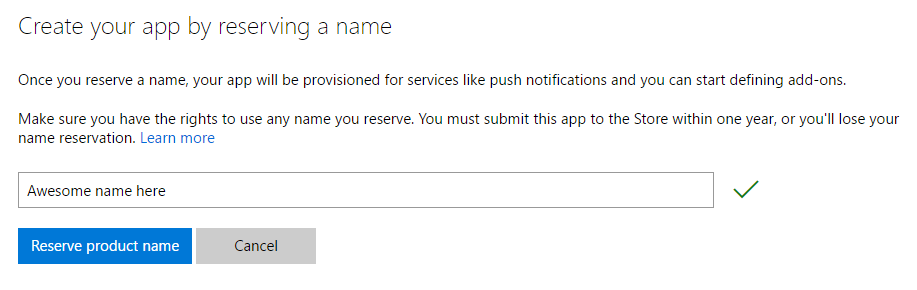 Create your app by reserving a name
Once you reserve a name, your app will be provisioned for services like push notifications and you can start defining add-ons.
Make sure you have the rights to use any name you reserve. You must submit this app to the Store within one year, or you'll lose your
name reservation. Learn more
Awesome name here
Reserve product name Cancel